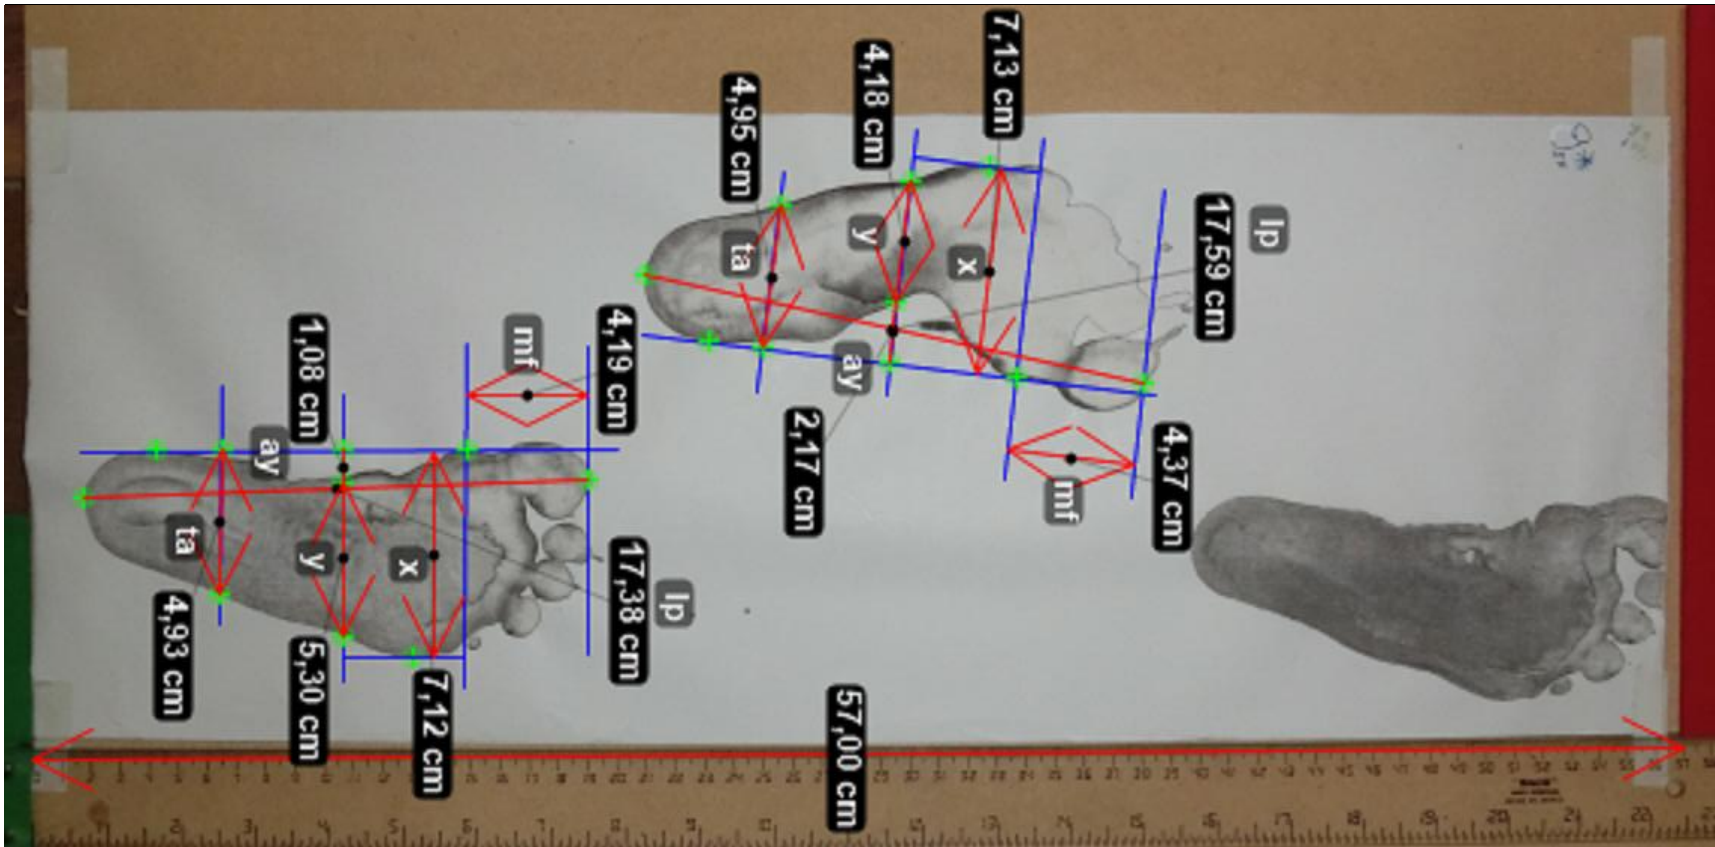 7,13 cm
4,18 cm
4,95 cm
17,59 cm
lp
y
x
ta
ay
2,17 cm
4,37 cm
mf
4,19 cm
mf
1,08 cm
ay
ta
y
x
17,38 cm
lp
4,93 cm
5,30 cm
7,12 cm
57,00 cm